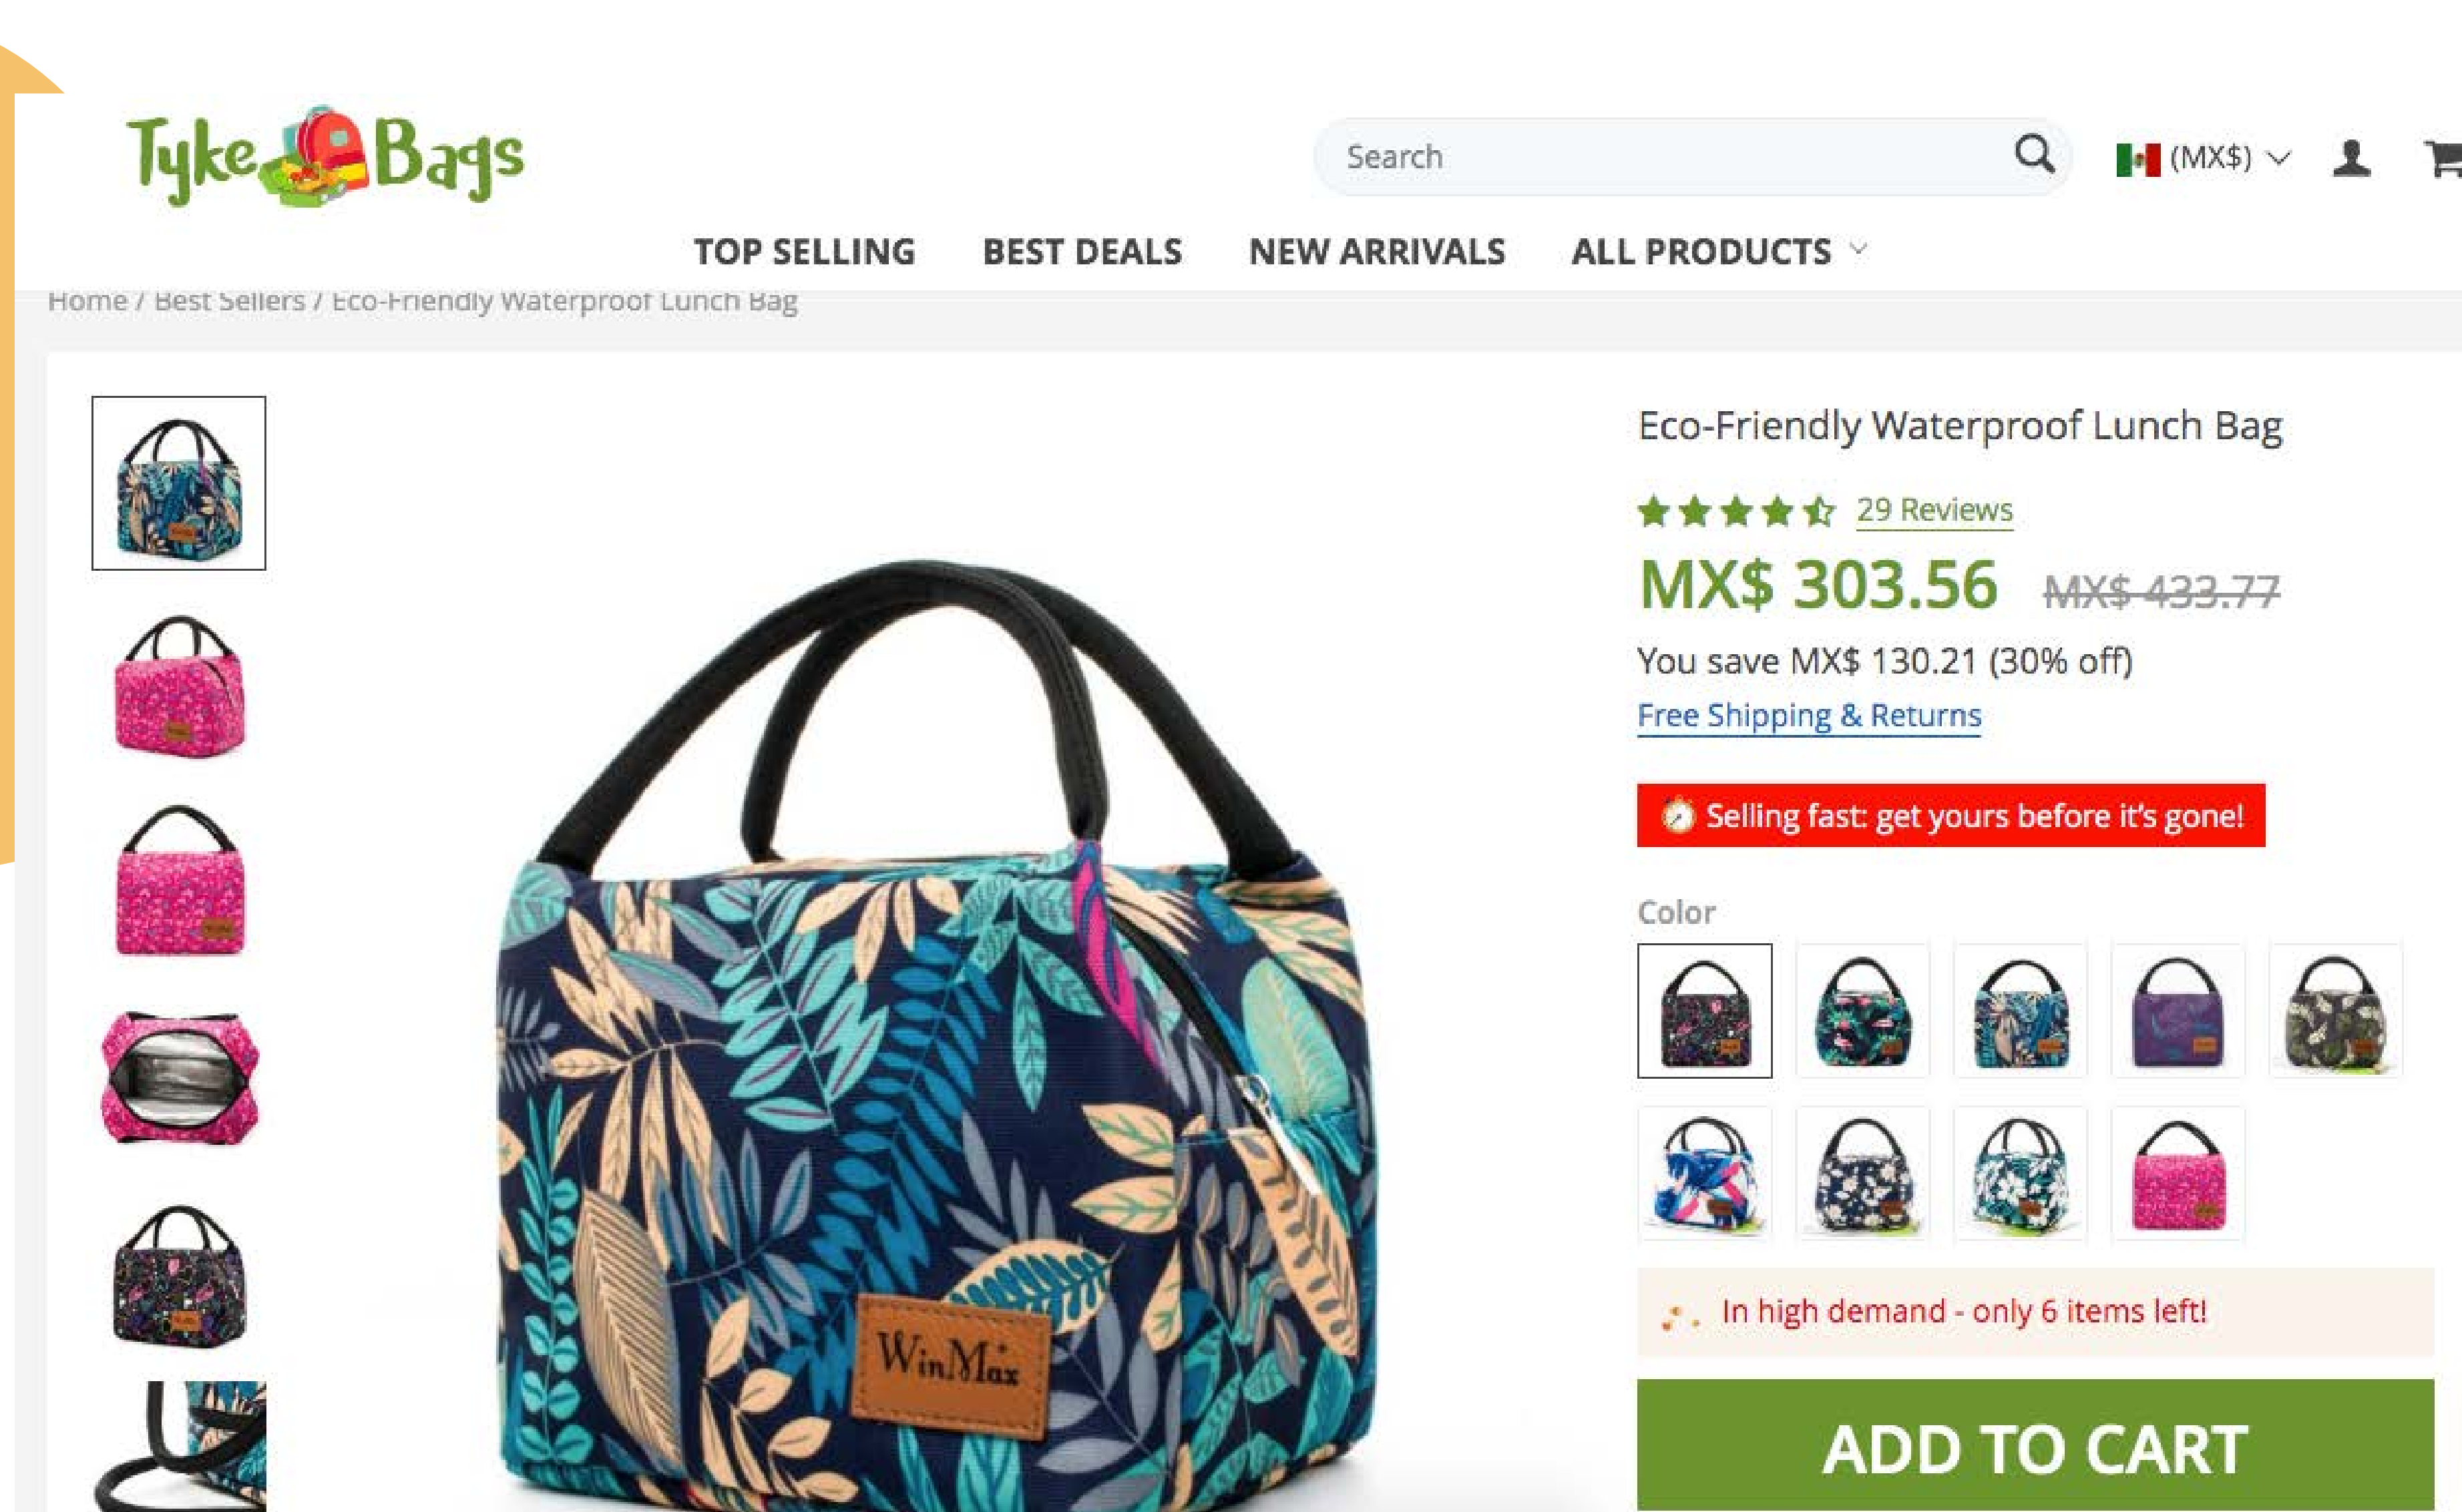 Tyke Bags
Search
(MX$)
TOP SELLING BEST DEALS NEW ARRIVALS ALL PRODUCTS
Home / Best Sellers / Eco-Friendly Waterproof Lunch Bag
Eco-Friendly Waterproof Lunch Bag
29 Reviews
MX$ 303.56 MX$ 433.77
You save MX$ 130.21 (30% off)
Free Shipping & Returns
Selling fast: get yours before it's gone!
Color
In high demand - only 6 items left!
ADD TO CART
WinMax